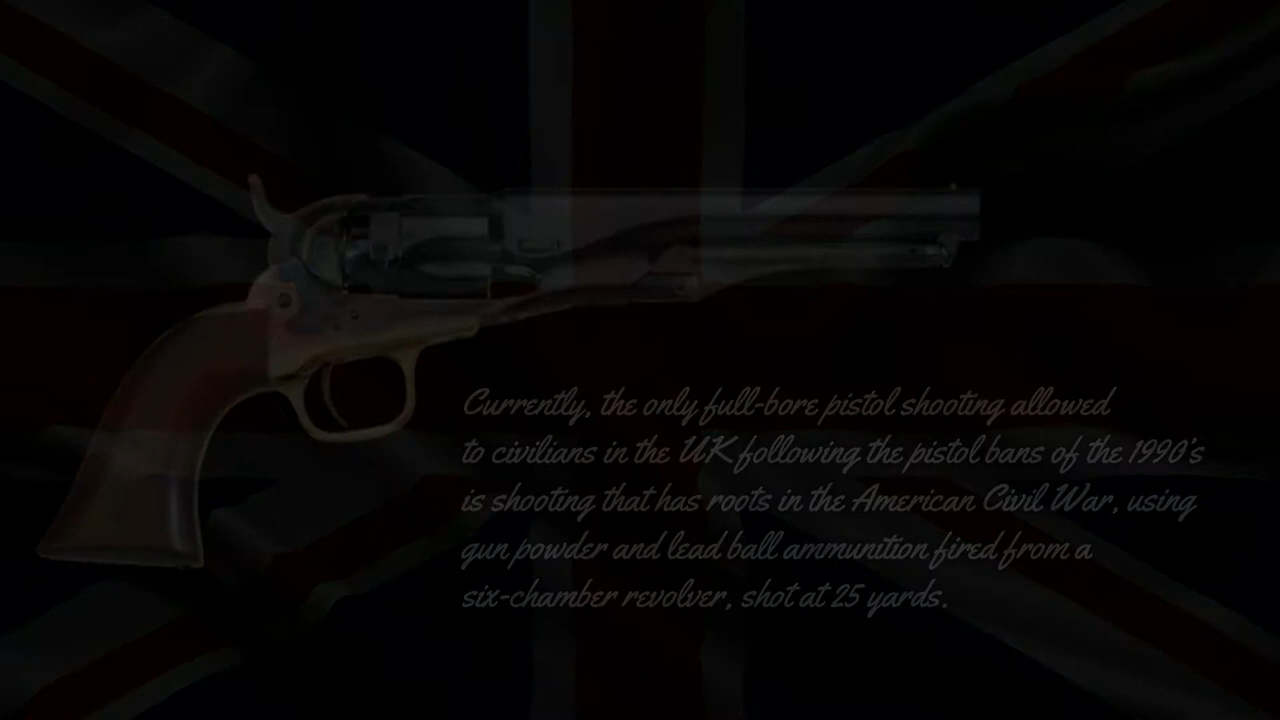 Currently, the only full-bore pistol shooting allowed
to civilians in the UK following the pistol bans of the 1990's
is shooting that has roots in the American Civil War, using
gun powder and lead ball ammunition fired from a
six-chamber revolver, shot at 25 yards.